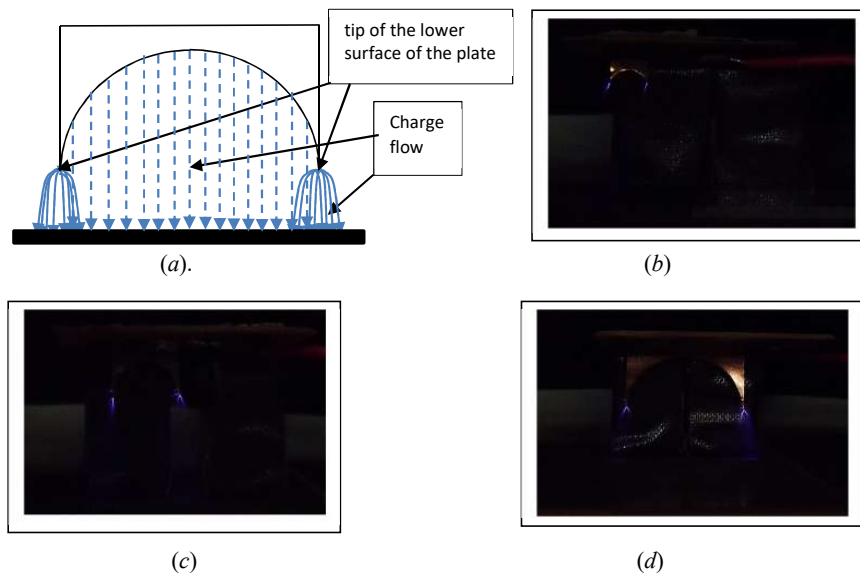 tip of the lower
surface of the plate
Charge
flow
(a).
(b)
(c)
(d)